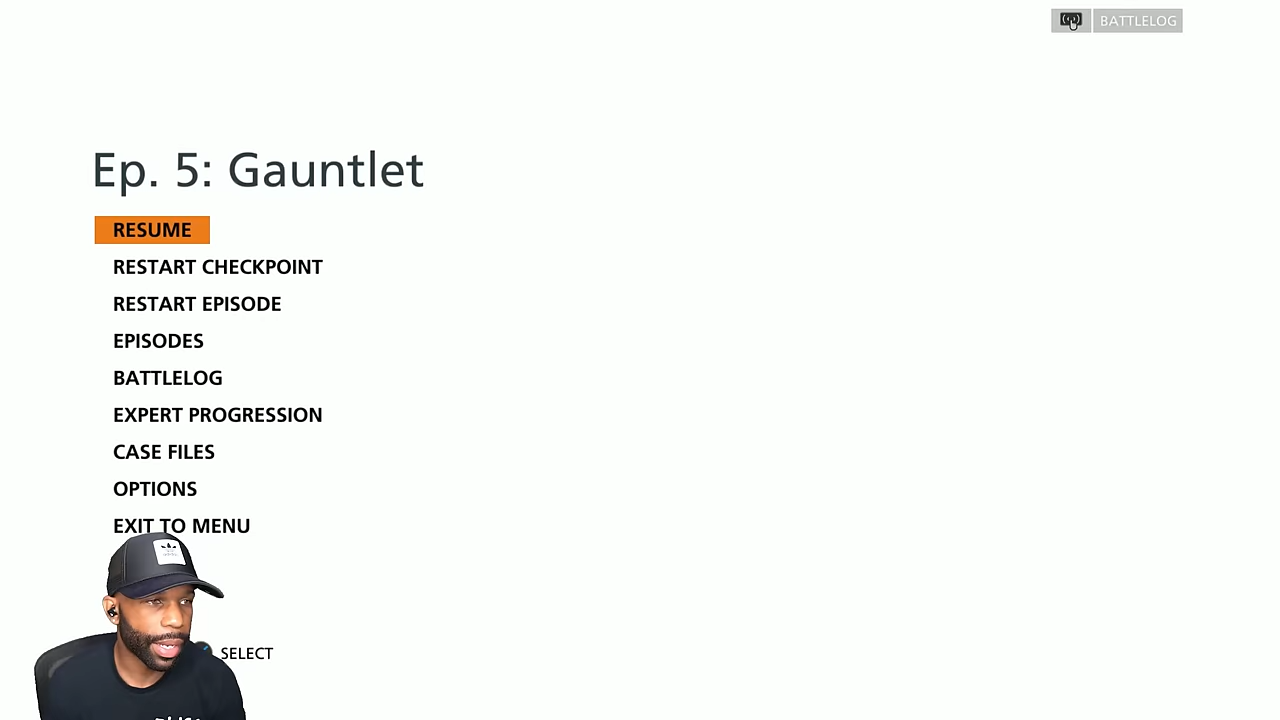 BATTLELOG
Ep. 5: Gauntlet
RESUME
RESTART CHECKPOINT
RESTART EPISODE
EPISODES
BATTLELOG
EXPERT PROGRESSION
CASE FILES
OPTIONS
EXIT TO MENU
SELECT